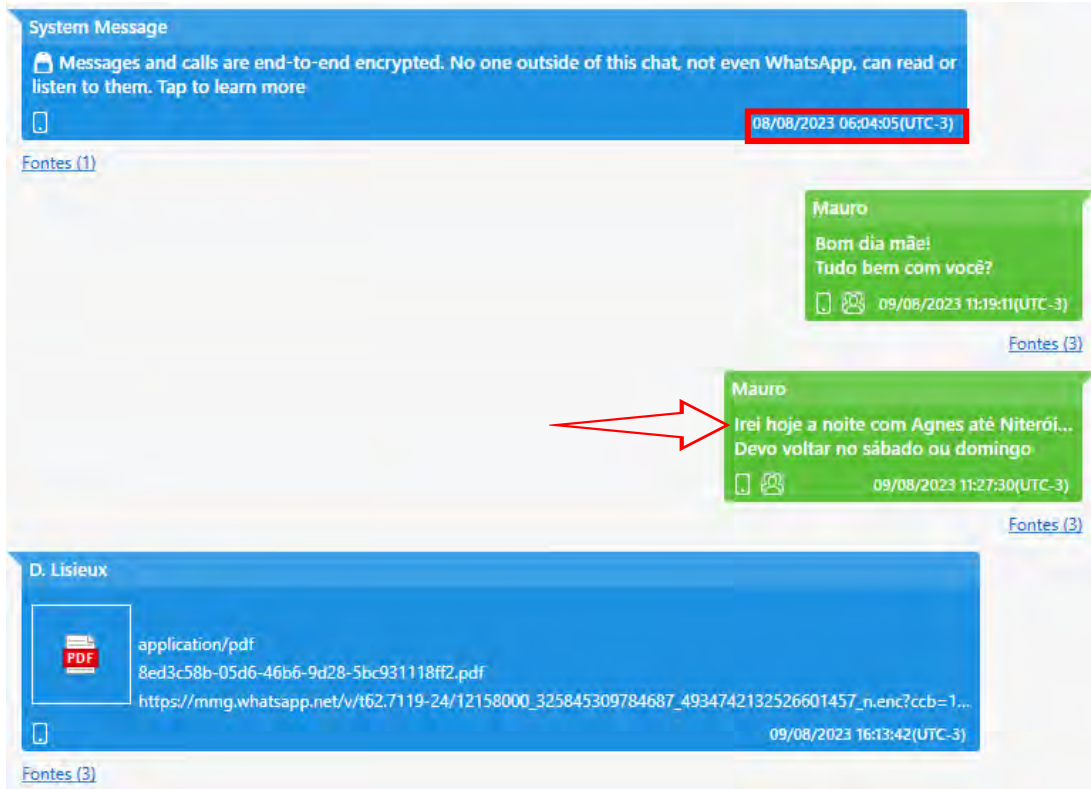 System Message
Messages and calls are end-to-end encrypted. No one outside of this chat, not even WhatsApp, can read or
listen to them. Tap to learn more
08/08/2023 06:04:05(UTC-3)
Fontes (1)
Mauro
Bom dia mãe!
Tudo bem com você?
09/08/2023 11:19:11(UTC-3)
Fontes (3)
Mauro
Irei hoje a noite com Agnes até Niterói...
Devo voltar no sábado ou domingo
09/08/2023 11:27:30(UTC-3)
Fontes (3)
D. Lisieux
PDF
application/pdf
8ed3c58b-05d6-46b6-9d28-5bc931118ff2.pdf
https://mmg.whatsapp.net/v/t62.7119-24/12158000_325845309784687_4934742132526601457_n.enc?ccb=1...
09/08/2023 16:13:42(UTC-3)
Fontes (3)